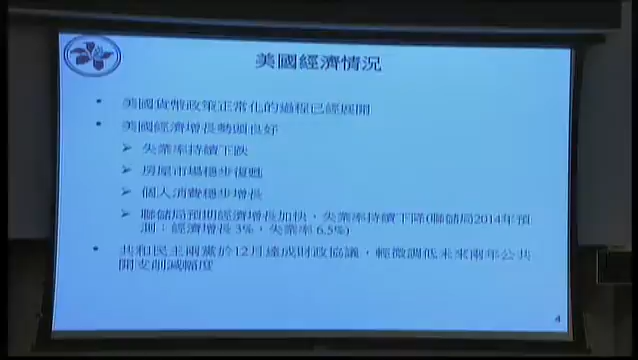 美國經濟情況
• 美國貨幣政策正常化的過程已經展開
• 美國經濟增長勢頭良好
➢ 失業率持續下跌
➢ 房屋市場穩步復甦
➢ 個人消費穩步增長
➢ 聯儲局預期經濟增長加快，失業率持續下降(聯儲局2014年預
測：經濟增長 3%，失業率 6.5%)
• 共和民主兩黨於12月達成財政協議，輕微調低未來兩年公共
開支削減幅度
4